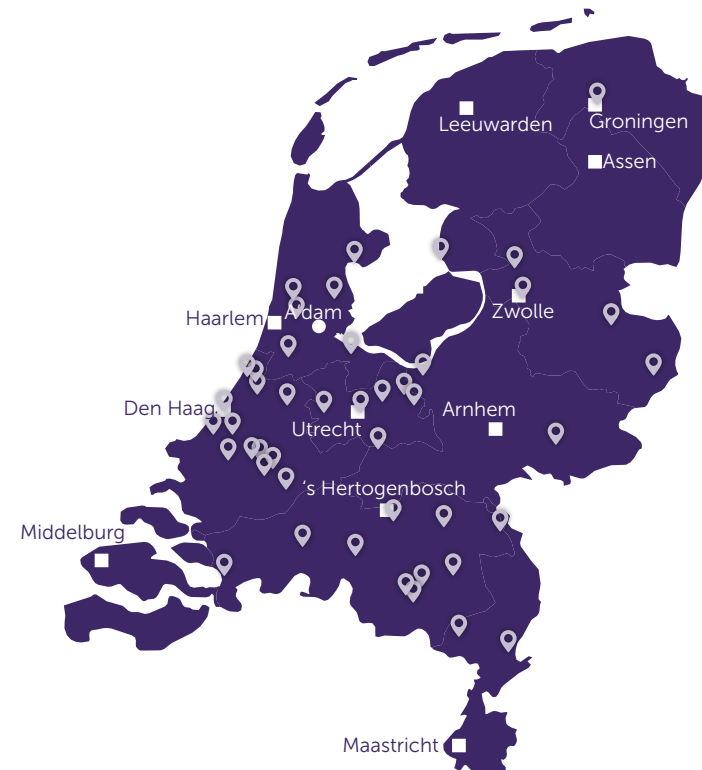 Leeuwarden
Groningen
Assen
Haarlem
A'dam
Zwolle
Den Haag
Utrecht
Arnhem
‘s Hertogenbosch
Middelburg
Maastricht